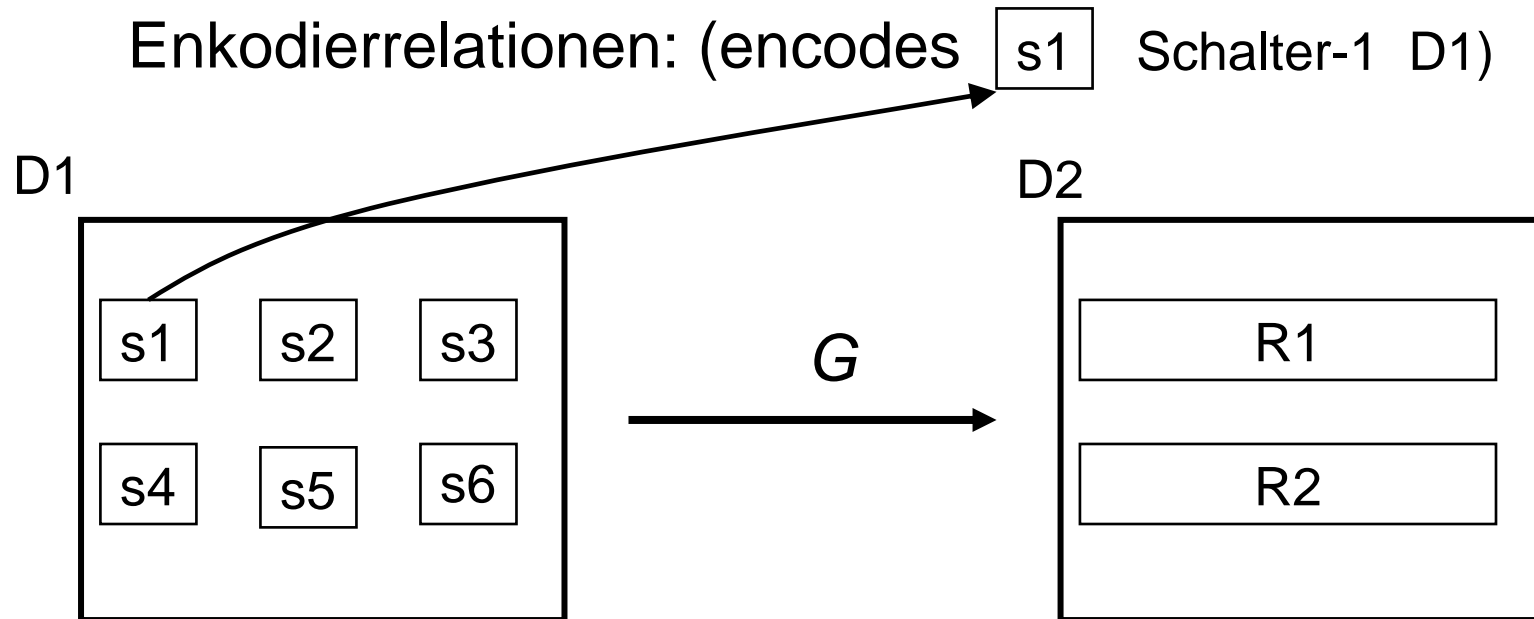 Enkodierrelationen: (encodes s1 Schalter-1 D1)
D1
D2
s1 s2 s3
G
R1
s4 s5 s6
R2